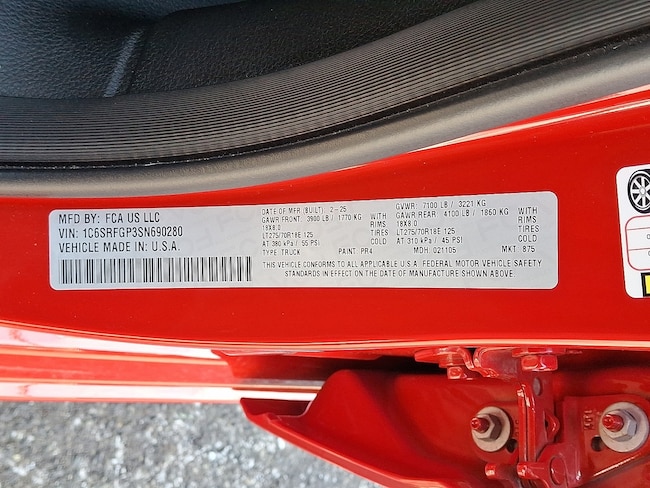 MFD BY: FCA US LLC
VIN: 1C6SRFGP3SN690280
VEHICLE MADE IN: U.S.A.
DATE OF MFR (BUILT): 2-25 GVWR: 7100 LB / 3221 KG
GAWR FRONT: 3900 LB / 1770 KG WITH GAWR REAR: 4100 LB / 1860 KG WITH
18X8.0 RIMS 18X8.0 RIMS
LT275/70R18E 125 TIRES LT275/70R18E 125 TIRES
AT 380 kPa / 55 PSI COLD AT 310 kPa / 45 PSI COLD
TYPE: TRUCK PAINT: PR4 MDH: 021105 MKT: 875
THIS VEHICLE CONFORMS TO ALL APPLICABLE U.S.A. FEDERAL MOTOR VEHICLE SAFETY
STANDARDS IN EFFECT ON THE DATE OF MANUFACTURE SHOWN ABOVE.